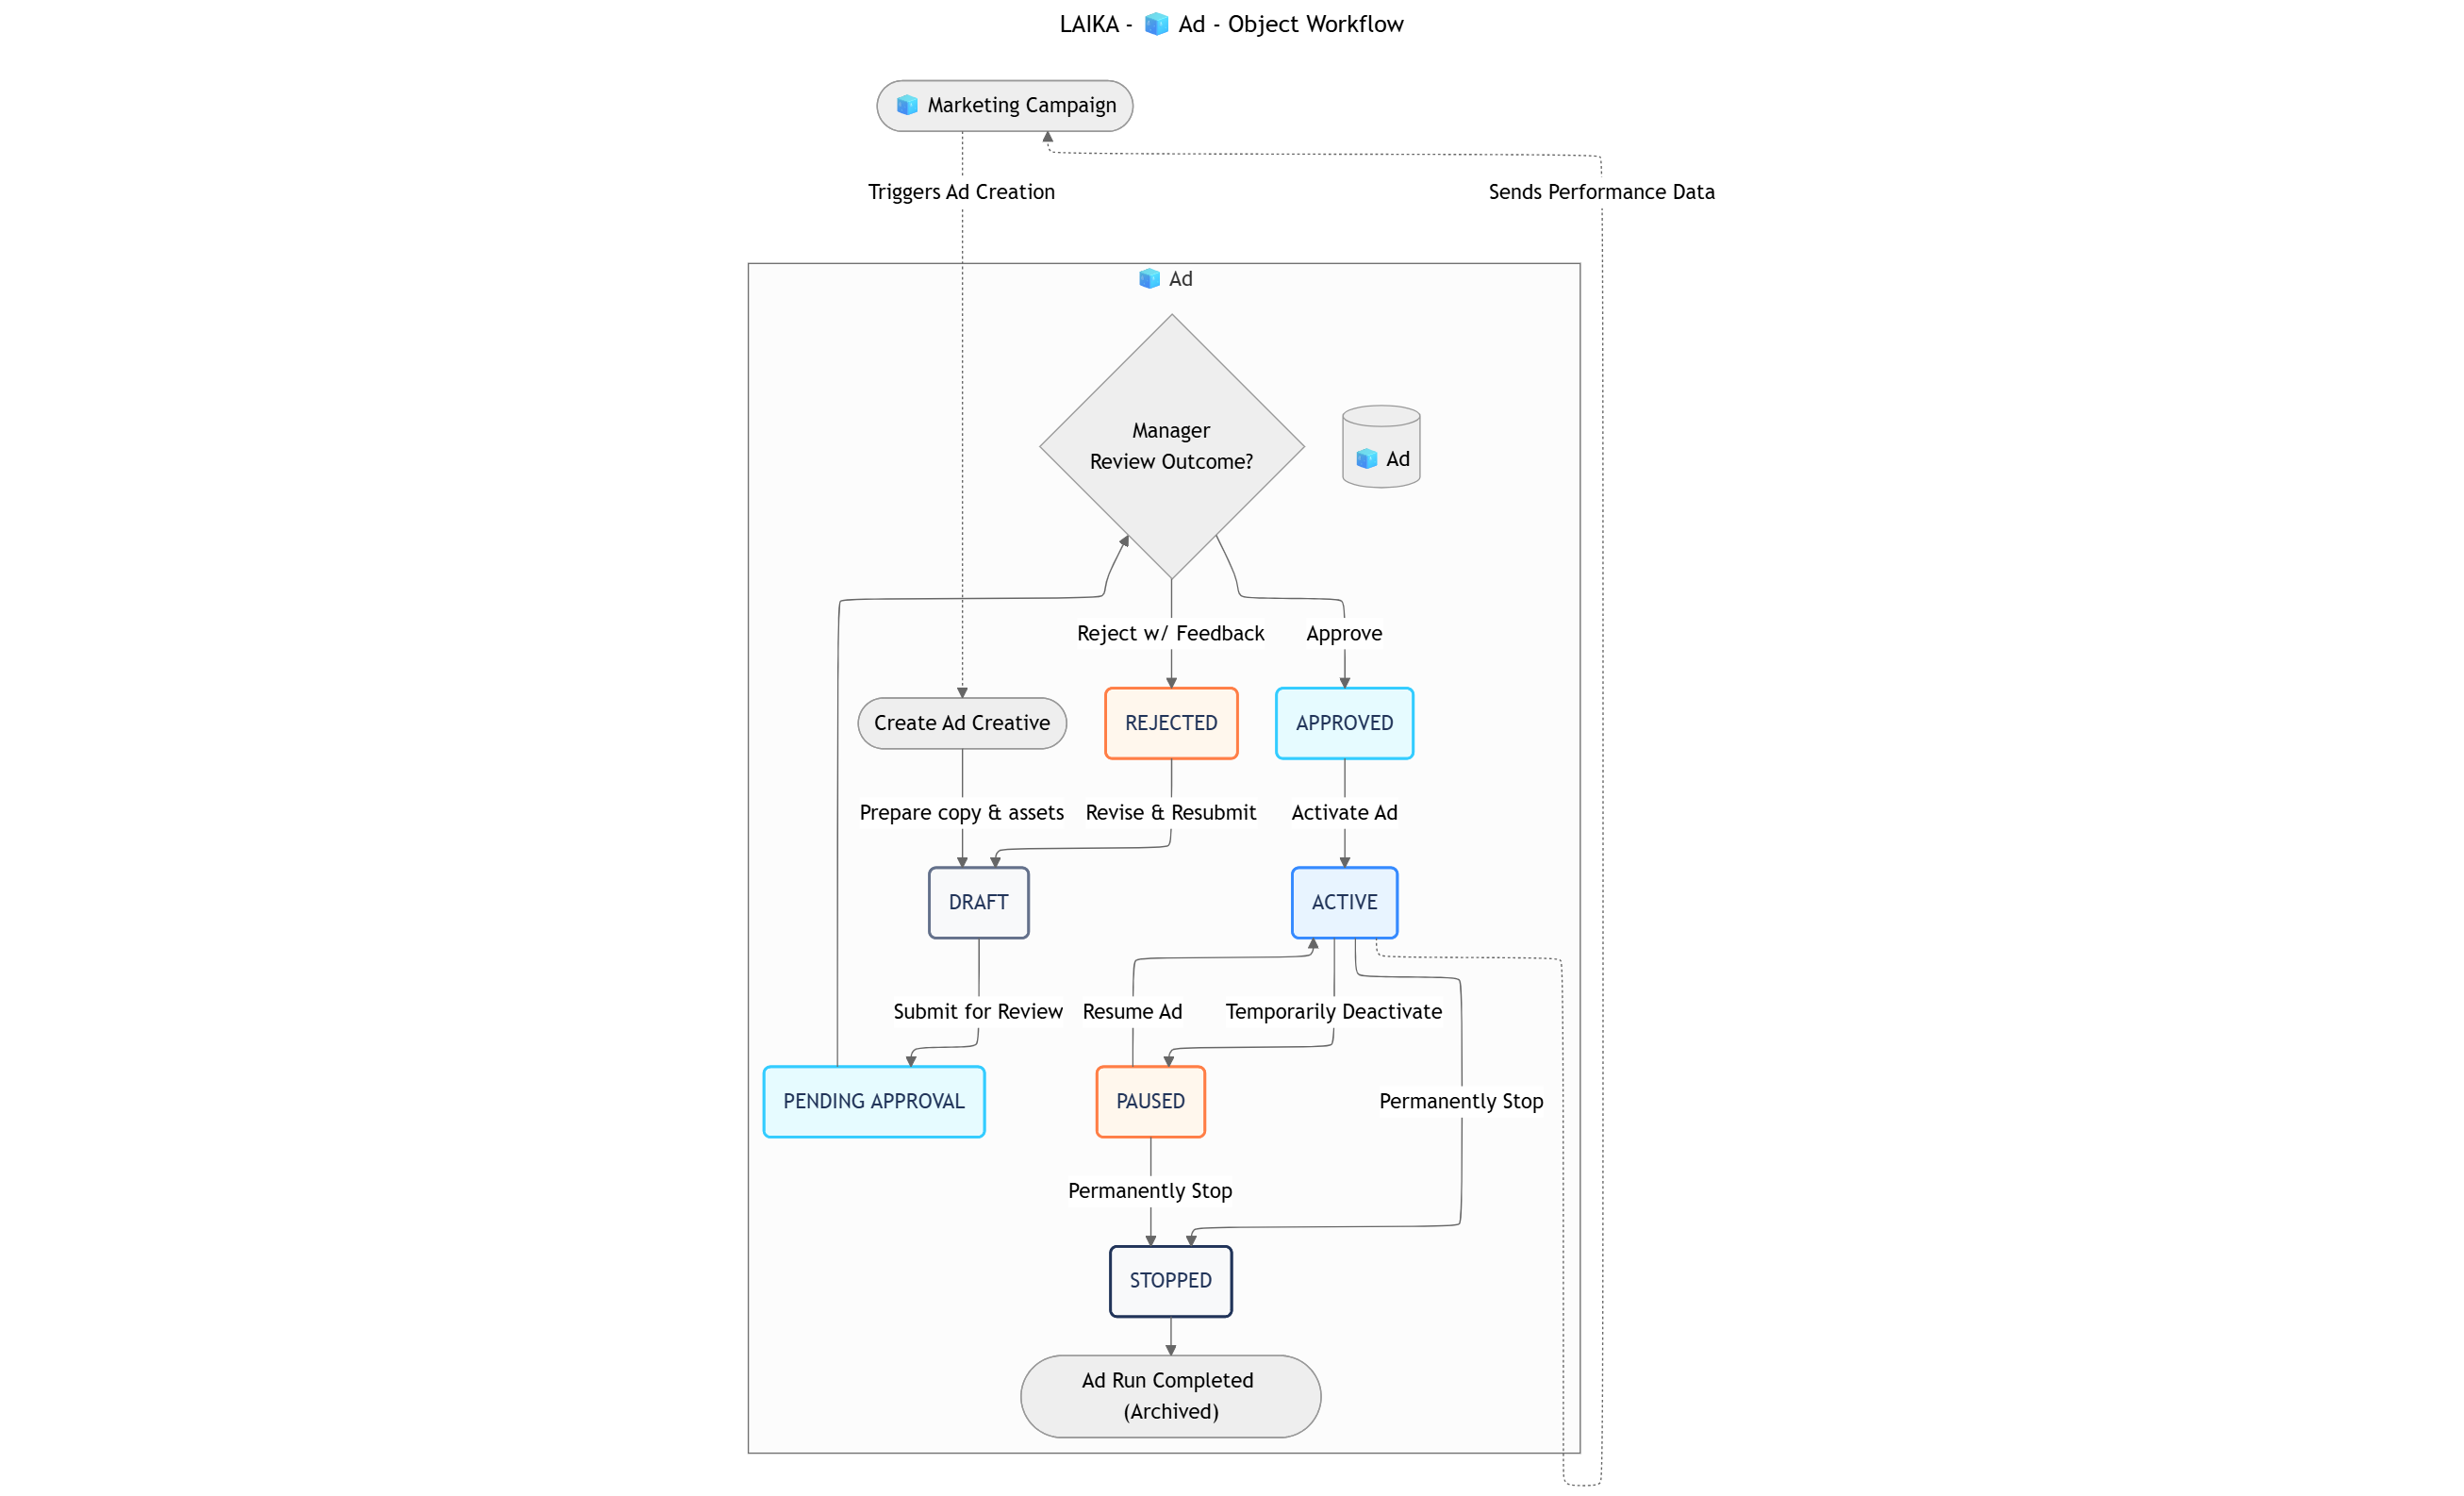 LAIKA - Ad - Object Workflow
Marketing Campaign
Triggers Ad Creation
Sends Performance Data
Ad
Manager
Review Outcome?
Ad
Reject w/ Feedback
Approve
Create Ad Creative
REJECTED
APPROVED
Prepare copy & assets
Revise & Resubmit
Activate Ad
DRAFT
ACTIVE
Submit for Review
Resume Ad
Temporarily Deactivate
PENDING APPROVAL
PAUSED
Permanently Stop
Permanently Stop
STOPPED
Ad Run Completed
(Archived)